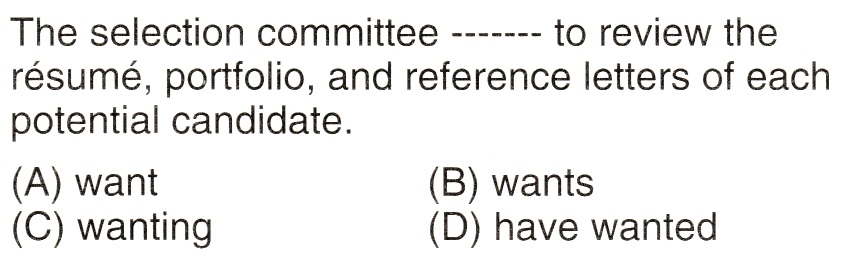 The selection committee ------- to review the
résumé, portfolio, and reference letters of each
potential candidate.
(A) want (B) wants
(C) wanting (D) have wanted